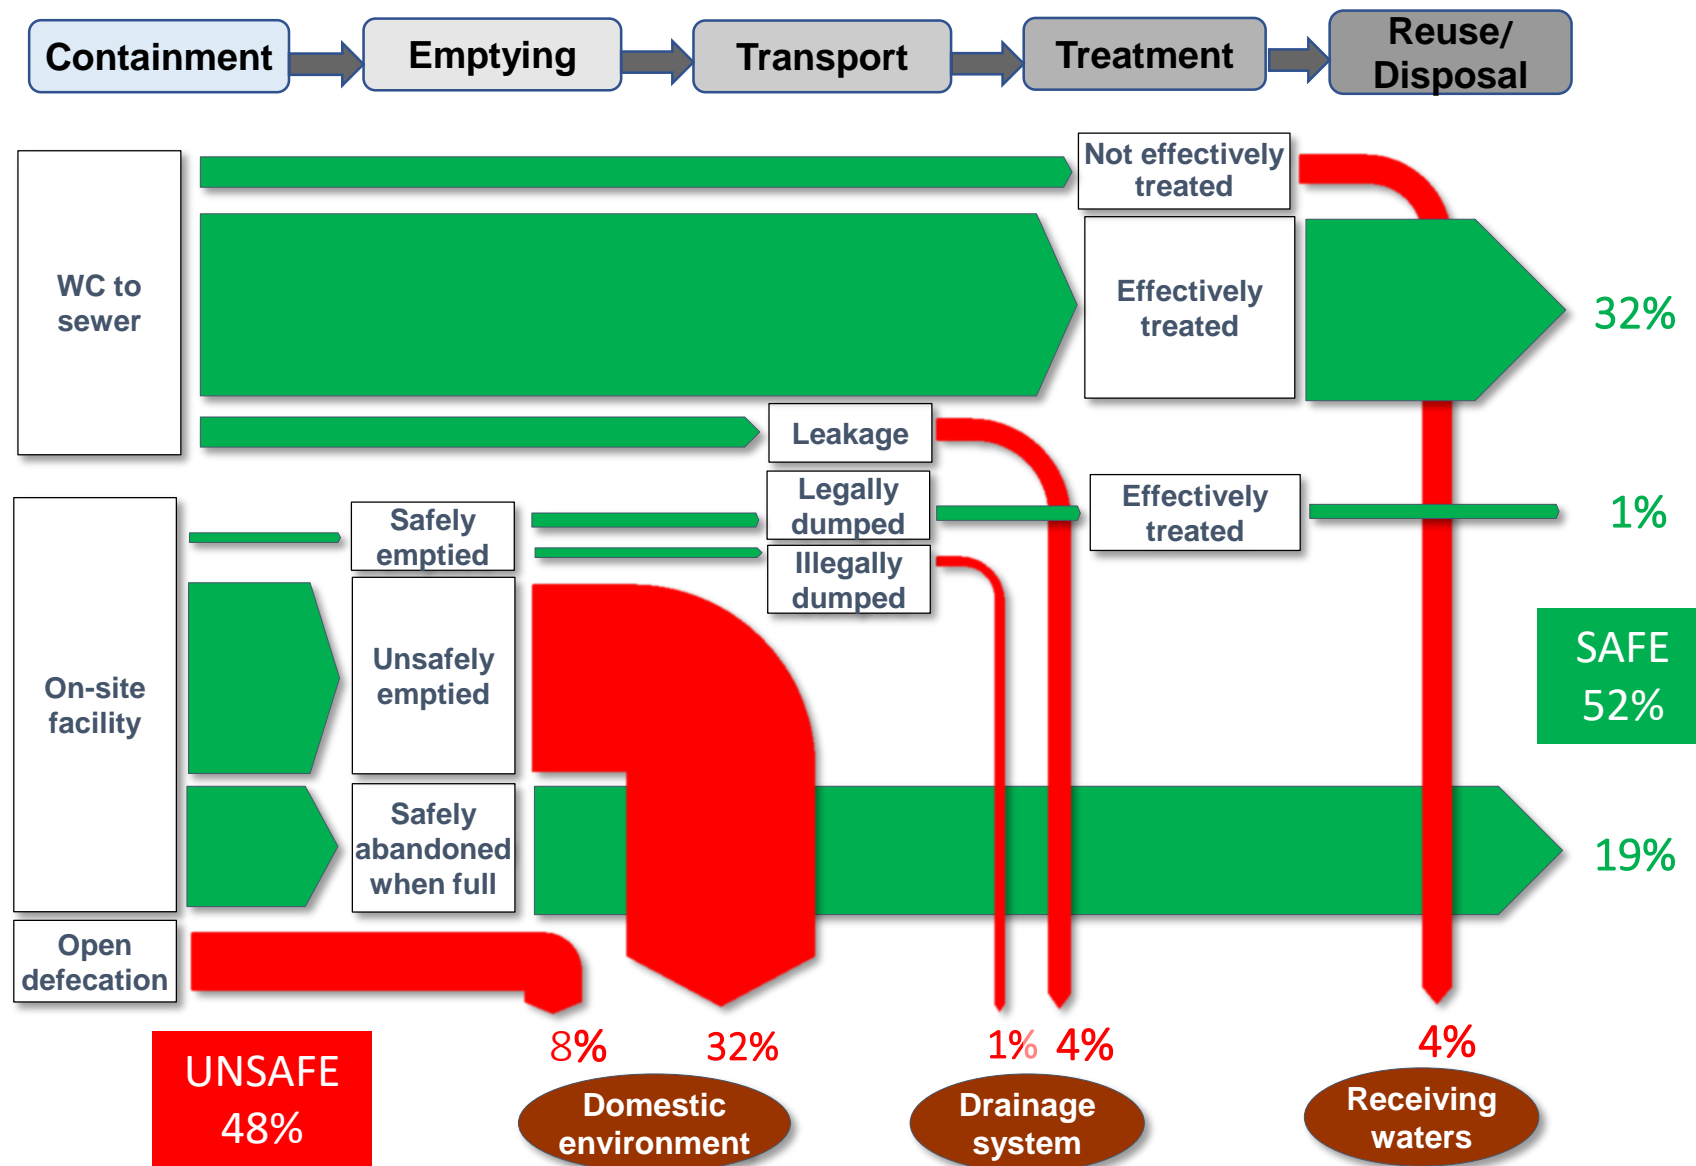 Containment
Emptying
Transport
Treatment
Reuse/
Disposal
WC to
sewer
Not effectively
treated
Effectively
treated
32%
Leakage
On-site
facility
Safely
emptied
Legally
dumped
Effectively
treated
1%
Illegally
dumped
Unsafely
emptied
SAFE
52%
Safely
abandoned
when full
19%
Open
defecation
UNSAFE
48%
8%
32%
1%
4%
4%
Domestic
environment
Drainage
system
Receiving
waters